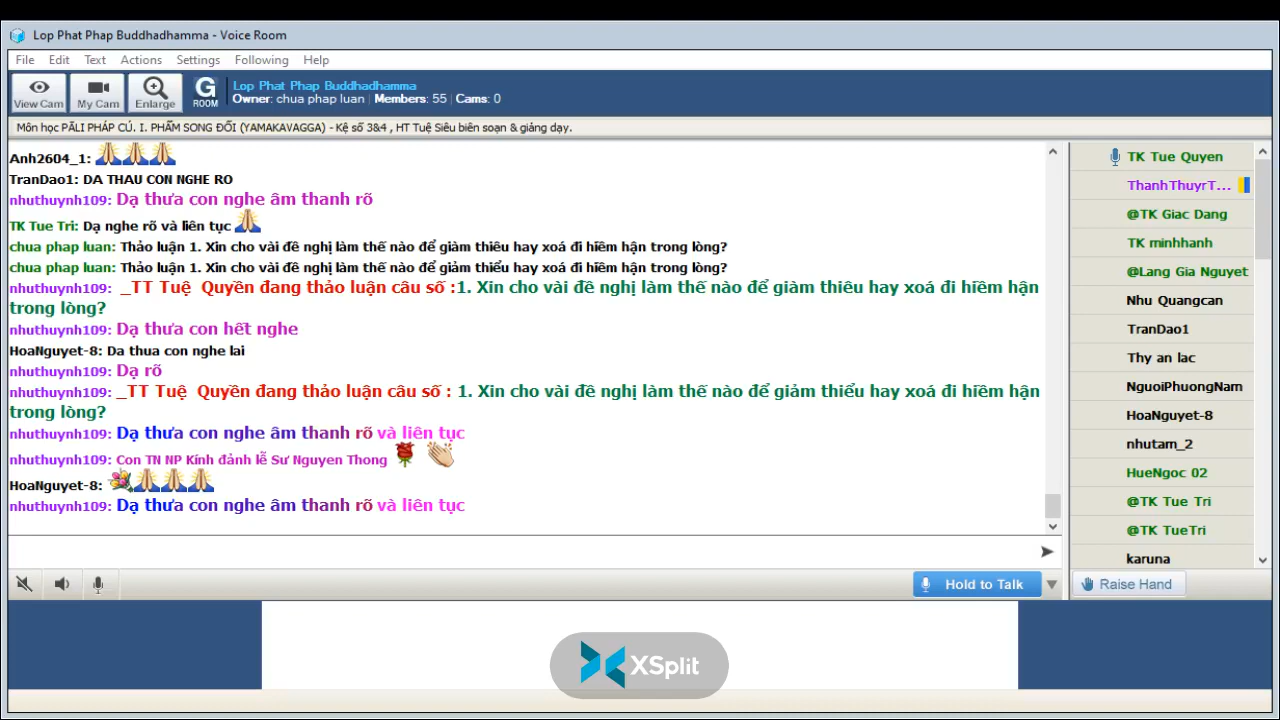 Lop Phat Phap Buddhadhamma - Voice Room
File Edit Text Actions Settings Following Help
View Cam My Cam Enlarge G ROOM
Lop Phat Phap Buddhadhamma
Owner: chua phap luan | Members: 55 | Cams: 0
Môn học PÃLI PHÁP CÚ. I. PHẨM SONG ĐỐI (YAMAKAVAGGA) - Kệ số 3&4 , HT Tuệ Siêu biên soạn & giảng dạy.
Anh2604_1:
TranDao1: DA THAU CON NGHE RO
nhuthuynh109: Dạ thưa con nghe âm thanh rõ
TK Tue Tri: Dạ nghe rõ và liên tục
chua phap luan: Thảo luận 1. Xin cho vài đề nghị làm thế nào để giảm thiêu hay xoá đi hiềm hận trong lòng?
chua phap luan: Thảo luận 1. Xin cho vài đề nghị làm thế nào để giảm thiểu hay xoá đi hiềm hận trong lòng?
nhuthuynh109: _TT Tuệ Quyền đang thảo luận câu số :1. Xin cho vài đề nghị làm thế nào để giảm thiêu hay xoá đi hiềm hận
trong lòng?
nhuthuynh109: Dạ thưa con hết nghe
HoaNguyet-8: Da thua con nghe lai
nhuthuynh109: Dạ rõ
nhuthuynh109: _TT Tuệ Quyền đang thảo luận câu số : 1. Xin cho vài đề nghị làm thế nào để giảm thiểu hay xoá đi hiềm hận
trong lòng?
nhuthuynh109: Dạ thưa con nghe âm thanh rõ và liên tục
nhuthuynh109: Con TN NP Kính đảnh lễ Sư Nguyen Thong
HoaNguyet-8:
nhuthuynh109: Dạ thưa con nghe âm thanh rõ và liên tục
TK Tue Quyen
ThanhThuyrT...
@TK Giac Dang
TK minhhanh
@Lang Gia Nguyet
Nhu Quangcan
TranDao1
Thy an lac
NguoiPhuongNam
HoaNguyet-8
nhutam_2
HueNgoc 02
@TK Tue Tri
@TK TueTri
karuna
Hold to Talk
Raise Hand
XSplit